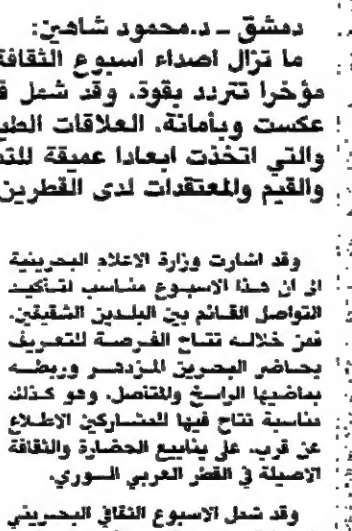 دمشق ـ د.محمود شاهين:
ما تزال اصداء اسبوع الثقافة
مؤخرا تتردد بقوة. وقد شمل
عكست وبأمانة. العلاقات
والتي اتخذت ابعادا عميقة
والقيم والمعتقدات لدى القطرين
وقد اشارت وزارة الاعلام البحرينية
الى ان هذا الاسبوع مناسب لتأكيد
التواصل القائم بين البلدين الشقيقين.
فمن خلاله تتاح الفرصة للتعريف
بحاضر البحرين المزدهر وربطه
بماضيها الراسخ والمتاصل. وهو كذلك
مناسبة تتاح فيها للمشاركين الاطلاع
عن قرب. على ينابيع الحضارة والثقافة
الاصيلة في القطر العربي السوري.
وقد شمل الاسبوع الثقافي البحريني